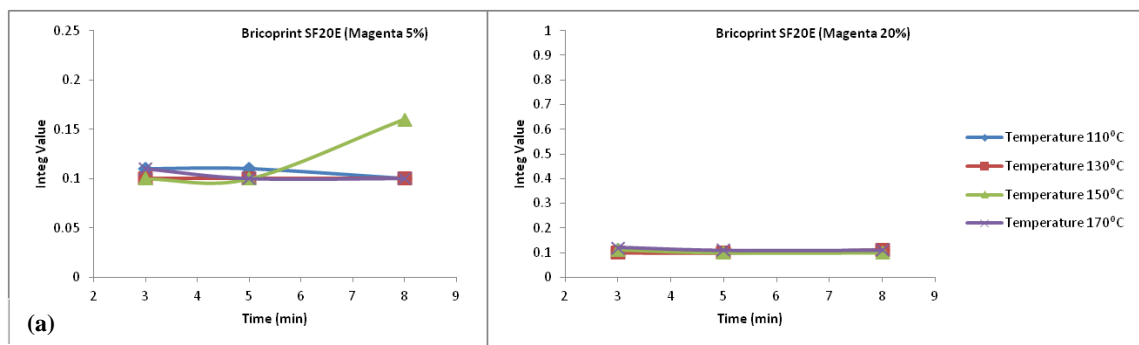 Bricoprint SF20E (Magenta 5%)
0.25
0.2
0.15
0.1
0.05
0
2 3 4 5 6 7 8 9
Integ Value
Time (min)
(a)
Bricoprint SF20E (Magenta 20%)
1
0.9
0.8
0.7
0.6
0.5
0.4
0.3
0.2
0.1
0
2 3 4 5 6 7 8 9
Integ Value
Time (min)
Temperature 110⁰C
Temperature 130⁰C
Temperature 150⁰C
Temperature 170⁰C